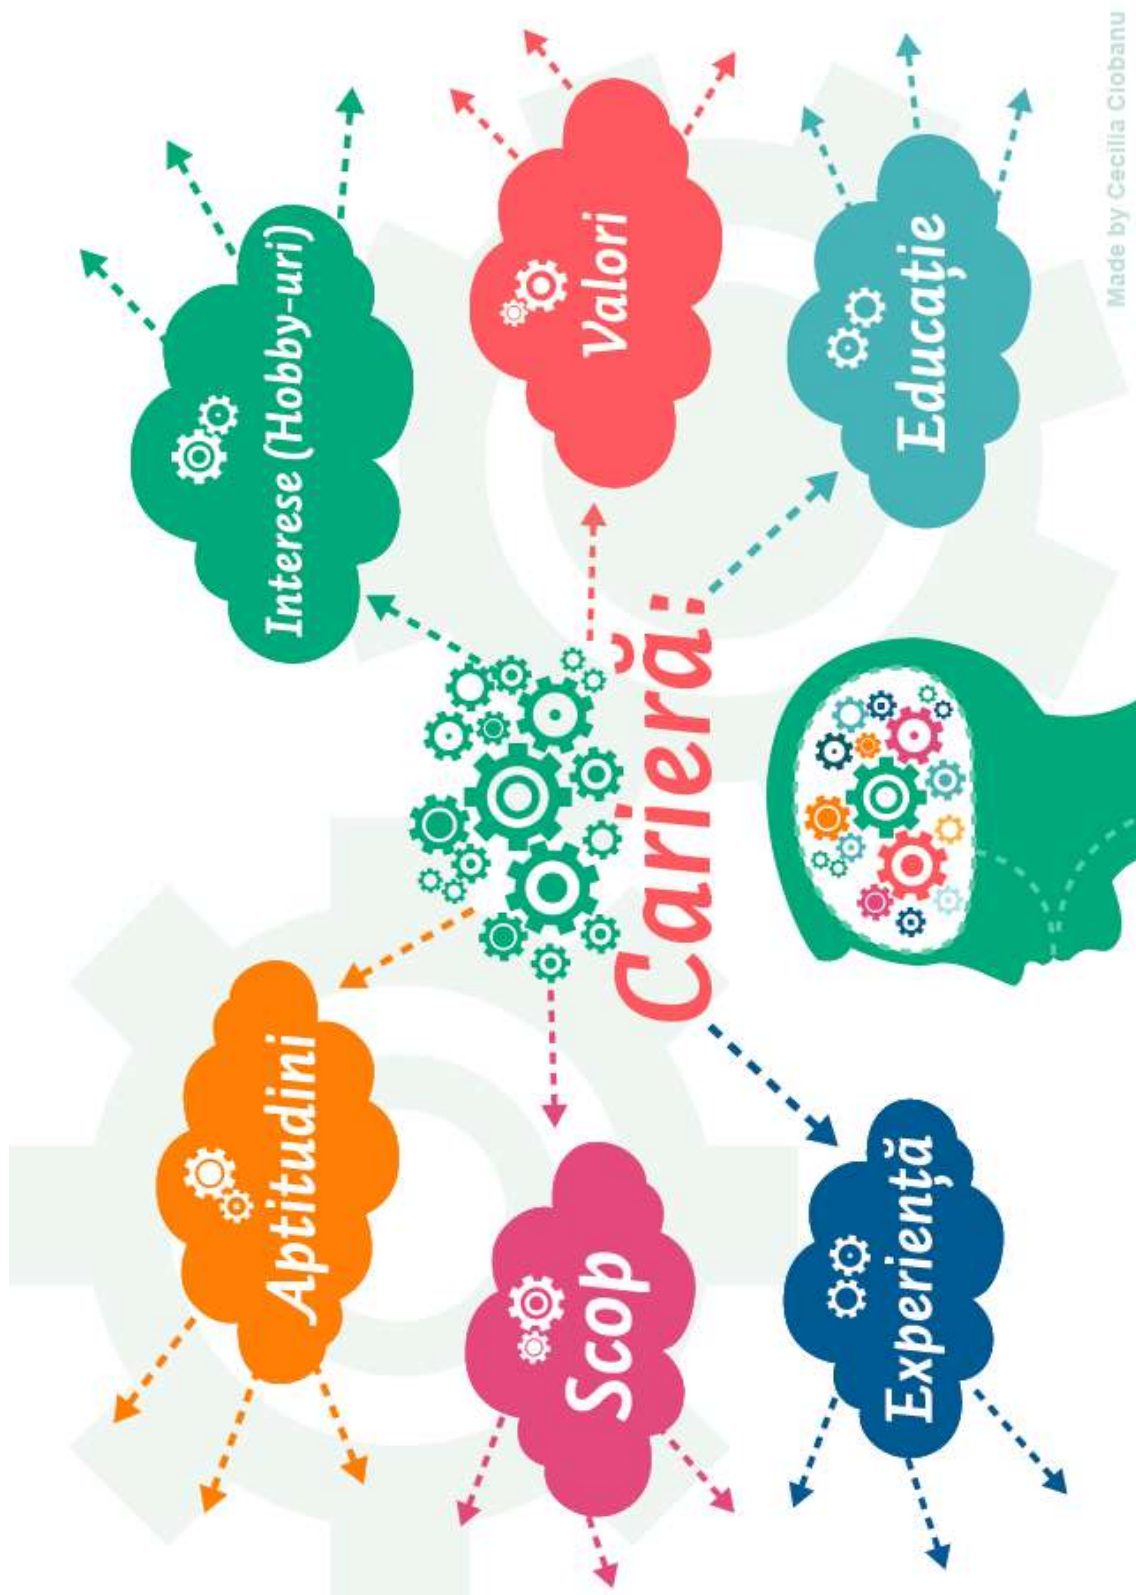 Aptitudini
Interese (Hobby-uri)
Scop
Valori
Carieră:
Experiență
Educație
Made by Cecilia Ciobanu